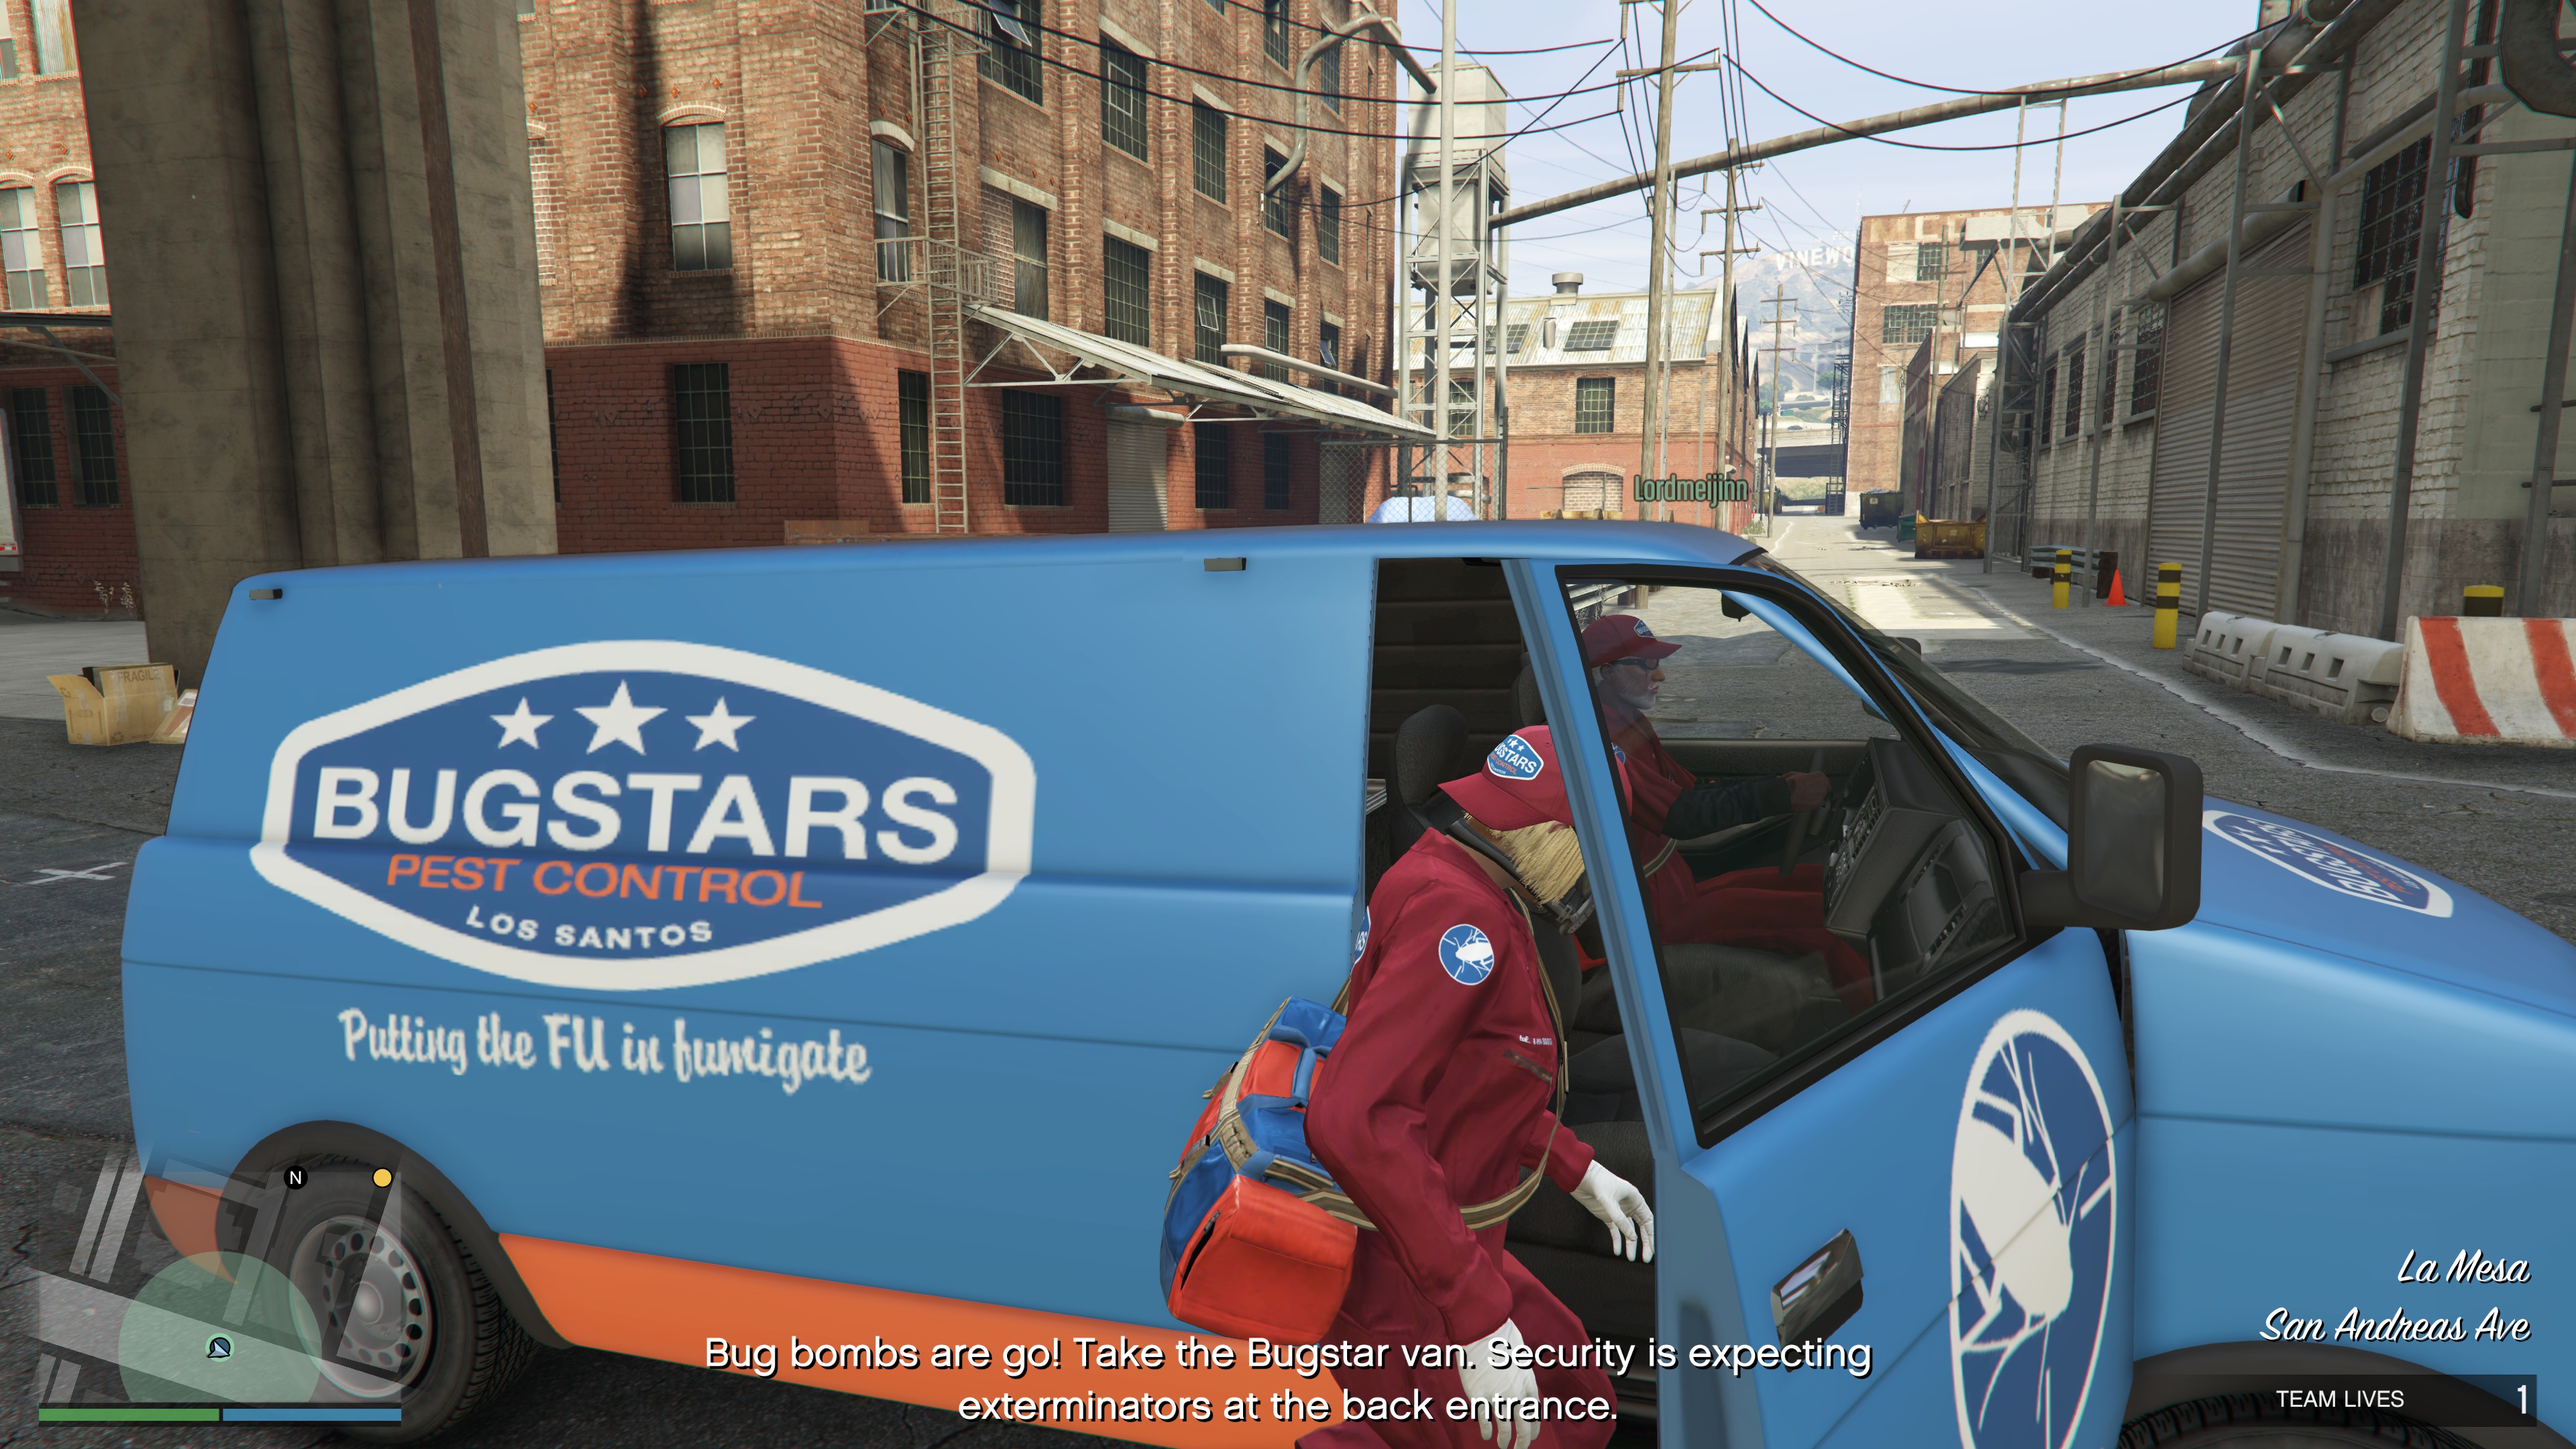 VINEWO
Lordmeijinn
FRAGILE
BUGSTARS
PEST CONTROL
LOS SANTOS
Putting the FU in fumigate
N
La Mesa
San Andreas Ave
Bug bombs are go! Take the Bugstar van. Security is expecting
exterminators at the back entrance.
TEAM LIVES 1